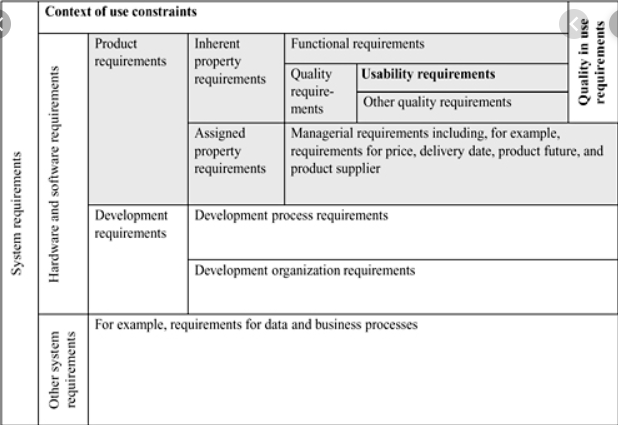 Context of use constraints
Quality in use
requirements
System requirements
Hardware and software requirements
Product
requirements
Inherent
property
requirements
Functional requirements
Quality
require-
ments
Usability requirements
Other quality requirements
Assigned
property
requirements
Managerial requirements including, for example,
requirements for price, delivery date, product future, and
product supplier
Development
requirements
Development process requirements
Development organization requirements
Other system
requirements
For example, requirements for data and business processes